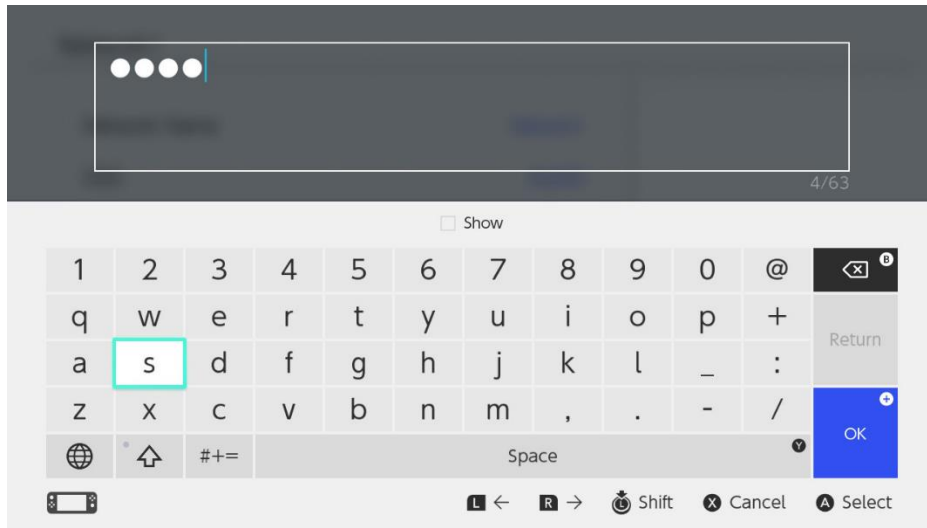 ●●●●
4/63
Show
1 2 3 4 5 6 7 8 9 0 @ B
q w e r t y u i o p + Return
a s d f g h j k l _ :
z x c v b n m , . - / + OK
#+= Space Y
L ← R → L Shift X Cancel A Select